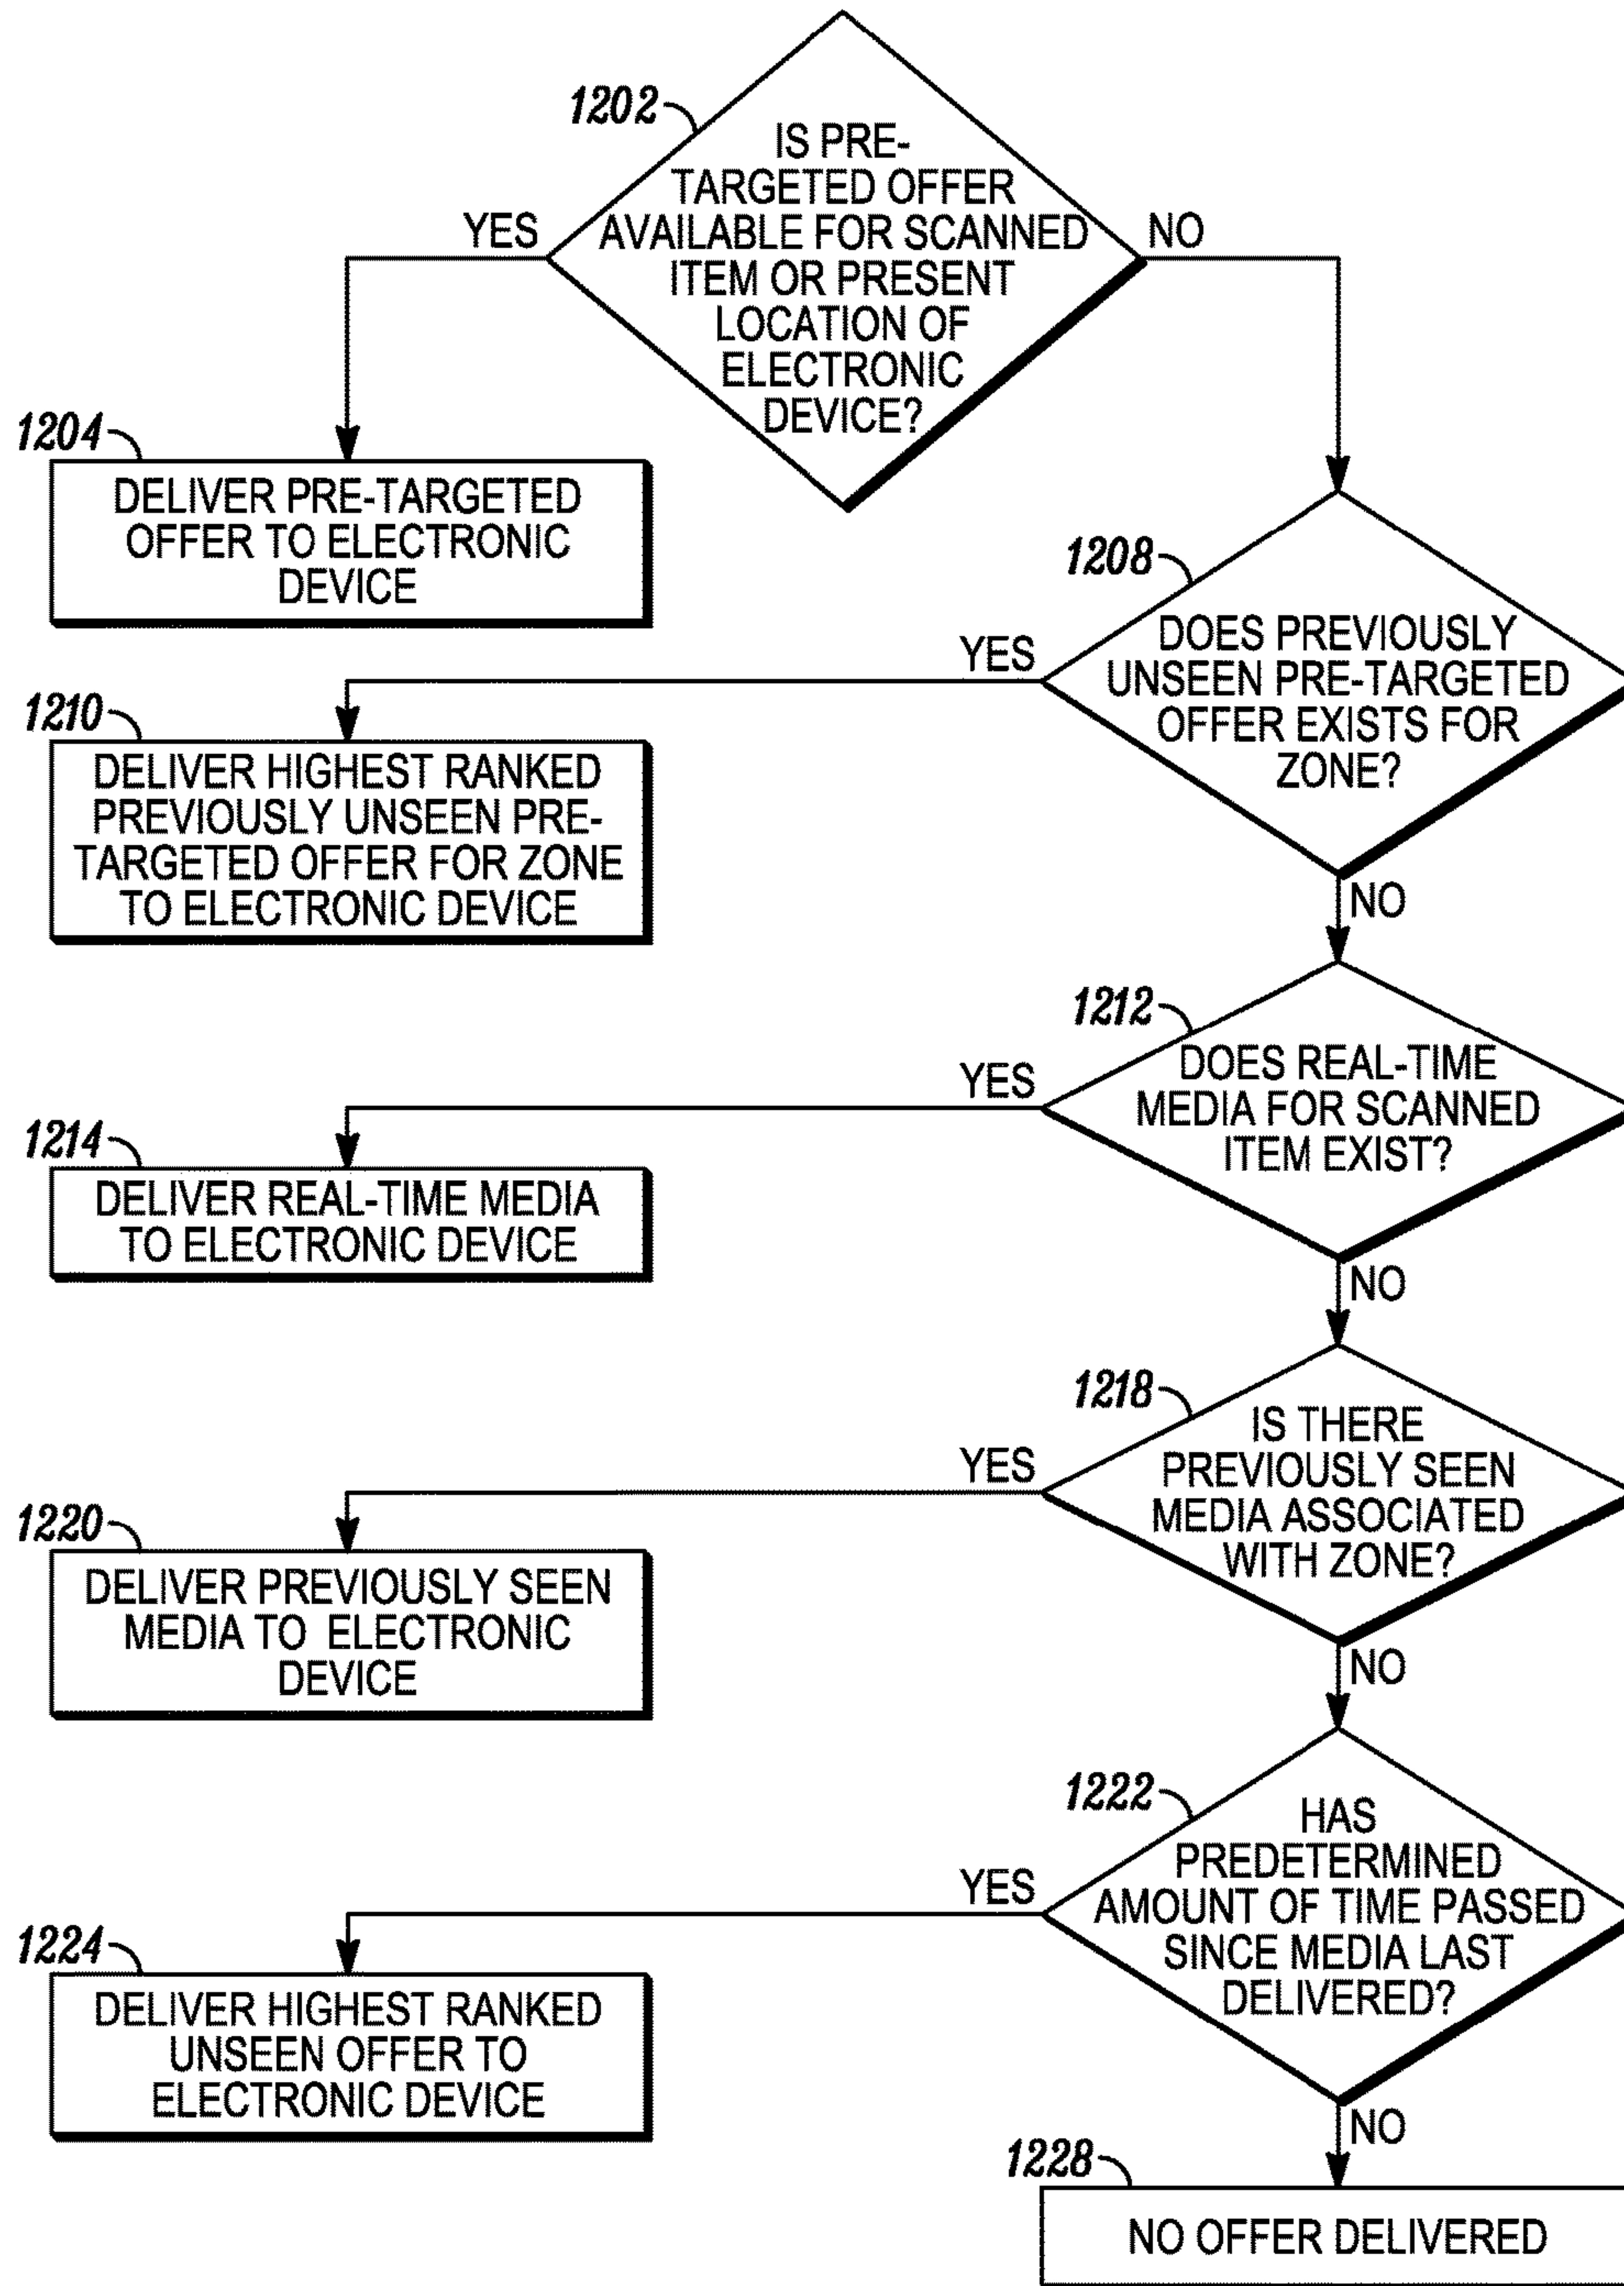 1202
IS PRE-
TARGETED OFFER
AVAILABLE FOR SCANNED
ITEM OR PRESENT
LOCATION OF
ELECTRONIC
DEVICE?
YES
NO
1204
DELIVER PRE-TARGETED
OFFER TO ELECTRONIC
DEVICE
1208
DOES PREVIOUSLY
UNSEEN PRE-TARGETED
OFFER EXISTS FOR
ZONE?
YES
NO
1210
DELIVER HIGHEST RANKED
PREVIOUSLY UNSEEN PRE-
TARGETED OFFER FOR ZONE
TO ELECTRONIC DEVICE
1212
DOES REAL-TIME
MEDIA FOR SCANNED
ITEM EXIST?
YES
NO
1214
DELIVER REAL-TIME MEDIA
TO ELECTRONIC DEVICE
1218
IS THERE
PREVIOUSLY SEEN
MEDIA ASSOCIATED
WITH ZONE?
YES
NO
1220
DELIVER PREVIOUSLY SEEN
MEDIA TO ELECTRONIC
DEVICE
1222
HAS
PREDETERMINED
AMOUNT OF TIME PASSED
SINCE MEDIA LAST
DELIVERED?
YES
NO
1224
DELIVER HIGHEST RANKED
UNSEEN OFFER TO
ELECTRONIC DEVICE
1228
NO OFFER DELIVERED